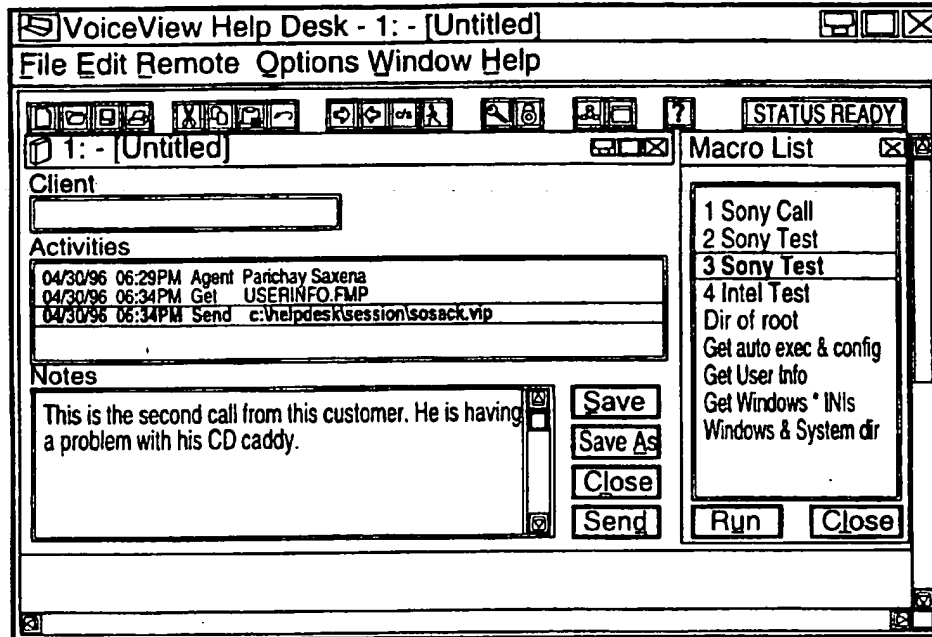 VoiceView Help Desk - 1: - [Untitled]
File Edit Remote Options Window Help
? STATUS READY
1: - [Untitled]
Client
Activities
04/30/96 06:29PM Agent Parichay Saxena
04/30/96 06:34PM Get USERINFO.FMP
04/30/96 06:34PM Send c:\helpdesk\session\sosack.vip
Notes
This is the second call from this customer. He is having
a problem with his CD caddy.
Save
Save As
Close
Send
Macro List
1 Sony Call
2 Sony Test
3 Sony Test
4 Intel Test
Dir of root
Get auto exec & config
Get User Info
Get Windows * INIs
Windows & System dir
Run Close